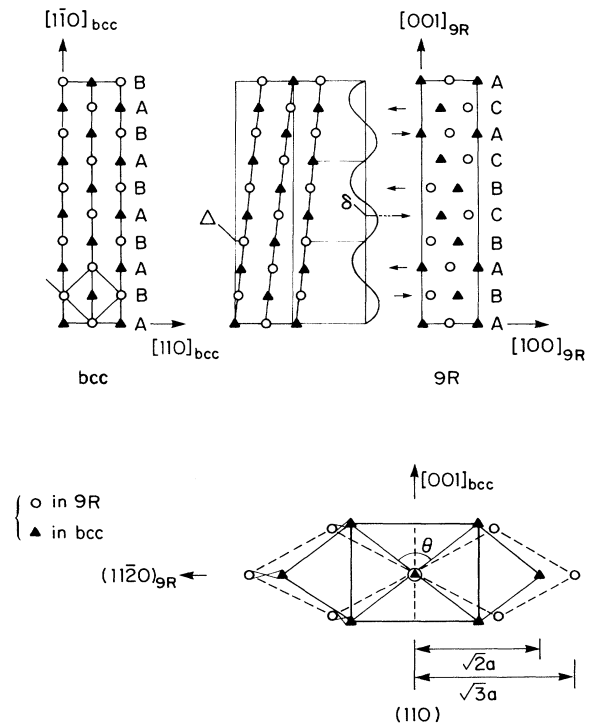 [11̄0]bcc
B
A
B
A
B
A
B
A
B
A
[110]bcc
bcc
Δ
δ
[001]9R
A
C
A
C
B
C
B
A
B
A
[100]9R
9R
○ in 9R
▲ in bcc
[001]bcc
θ
(112̄0)9R
√2a
√3a
(110)